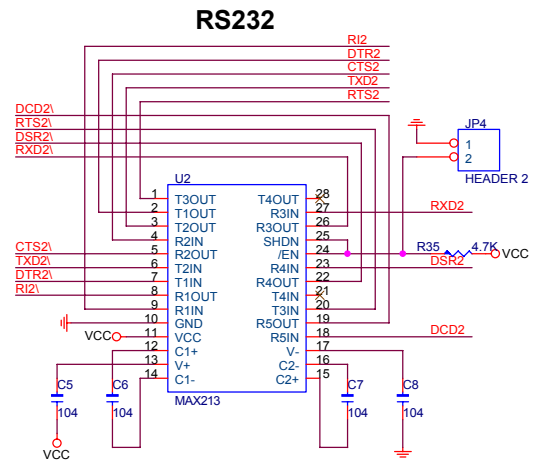 RS232
RI2
DTR2
CTS2
TXD2
RTS2
DCD2\
RTS2\
DSR2\
RXD2\
JP4
1
2
HEADER 2
U2
1 T3OUT T4OUT 28
2 T1OUT R3IN 27 RXD2
3 T2OUT R3OUT 26
4 R2IN SHDN 25
CTS2\ 5 R2OUT /EN 24 R35 4.7K VCC
TXD2\ 6 T2IN R4IN 23 DSR2
DTR2\ 7 T1IN R4OUT 22
RI2\ 8 R1OUT T4IN 21
9 R1IN T3IN 20
10 GND R5OUT 19
VCC 11 VCC R5IN 18 DCD2
12 C1+ V- 17
13 V+ C2- 16
14 C1- C2+ 15
MAX213
C5 C6 C7 C8
104 104 104 104
VCC